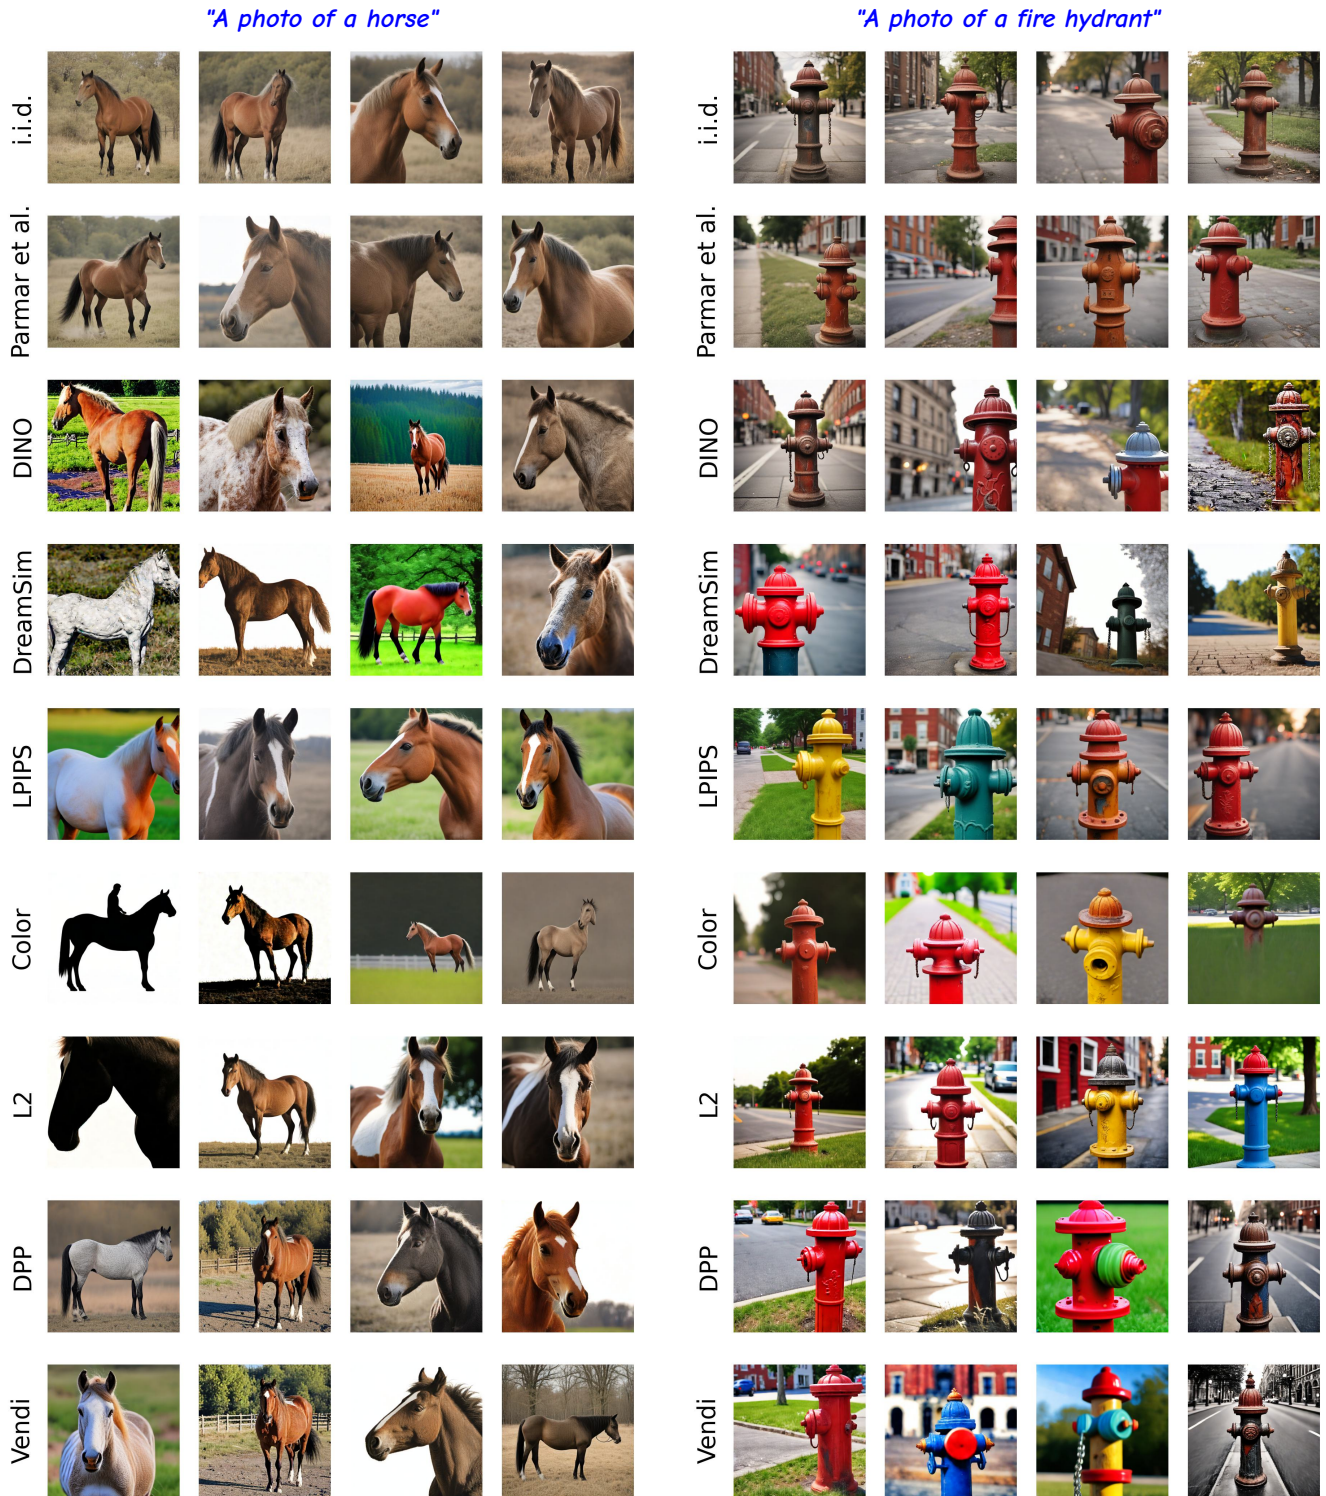 "A photo of a horse"
"A photo of a fire hydrant"
i.i.d.
i.i.d.
Parmar et al.
Parmar et al.
DINO
DINO
DreamSim
DreamSim
LPIPS
LPIPS
Color
Color
L2
L2
DPP
DPP
Vendi
Vendi